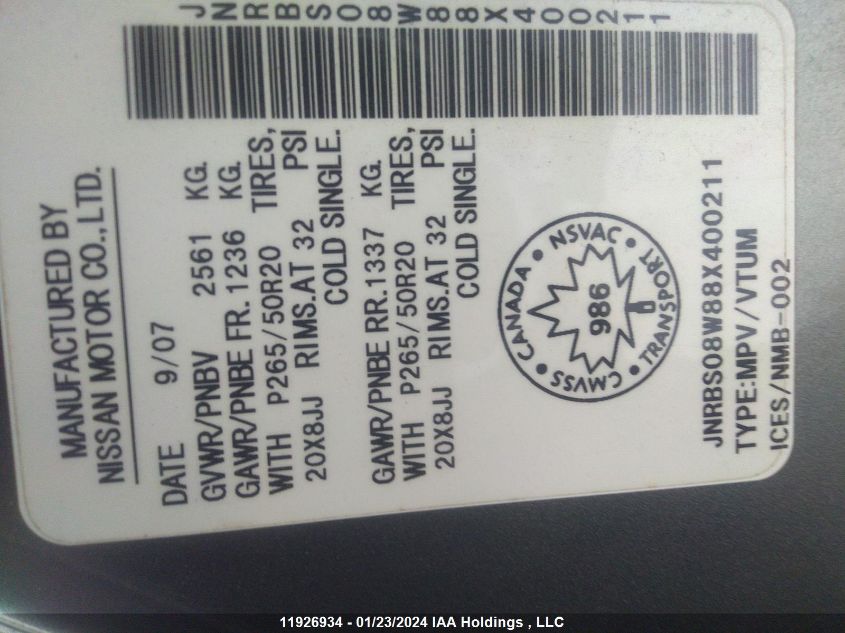 MANUFACTURED BY
NISSAN MOTOR CO.,LTD.
DATE 9/07
GVWR/PNBV 2561 KG.
GAWR/PNBE FR. 1236 KG.
WITH P265/50R20 TIRES,
20X8JJ RIMS.AT 32 PSI
COLD SINGLE.
GAWR/PNBE RR. 1337 KG.
WITH P265/50R20 TIRES,
20X8JJ RIMS.AT 32 PSI
COLD SINGLE.
JNRBS08W88X400211
CANADA • NSVAC • TRANSPORT • CMVSS •
986
JNRBS08W88X400211
TYPE:MPV/VTUM
ICES/NMB-002
11926934 - 01/23/2024 IAA Holdings , LLC